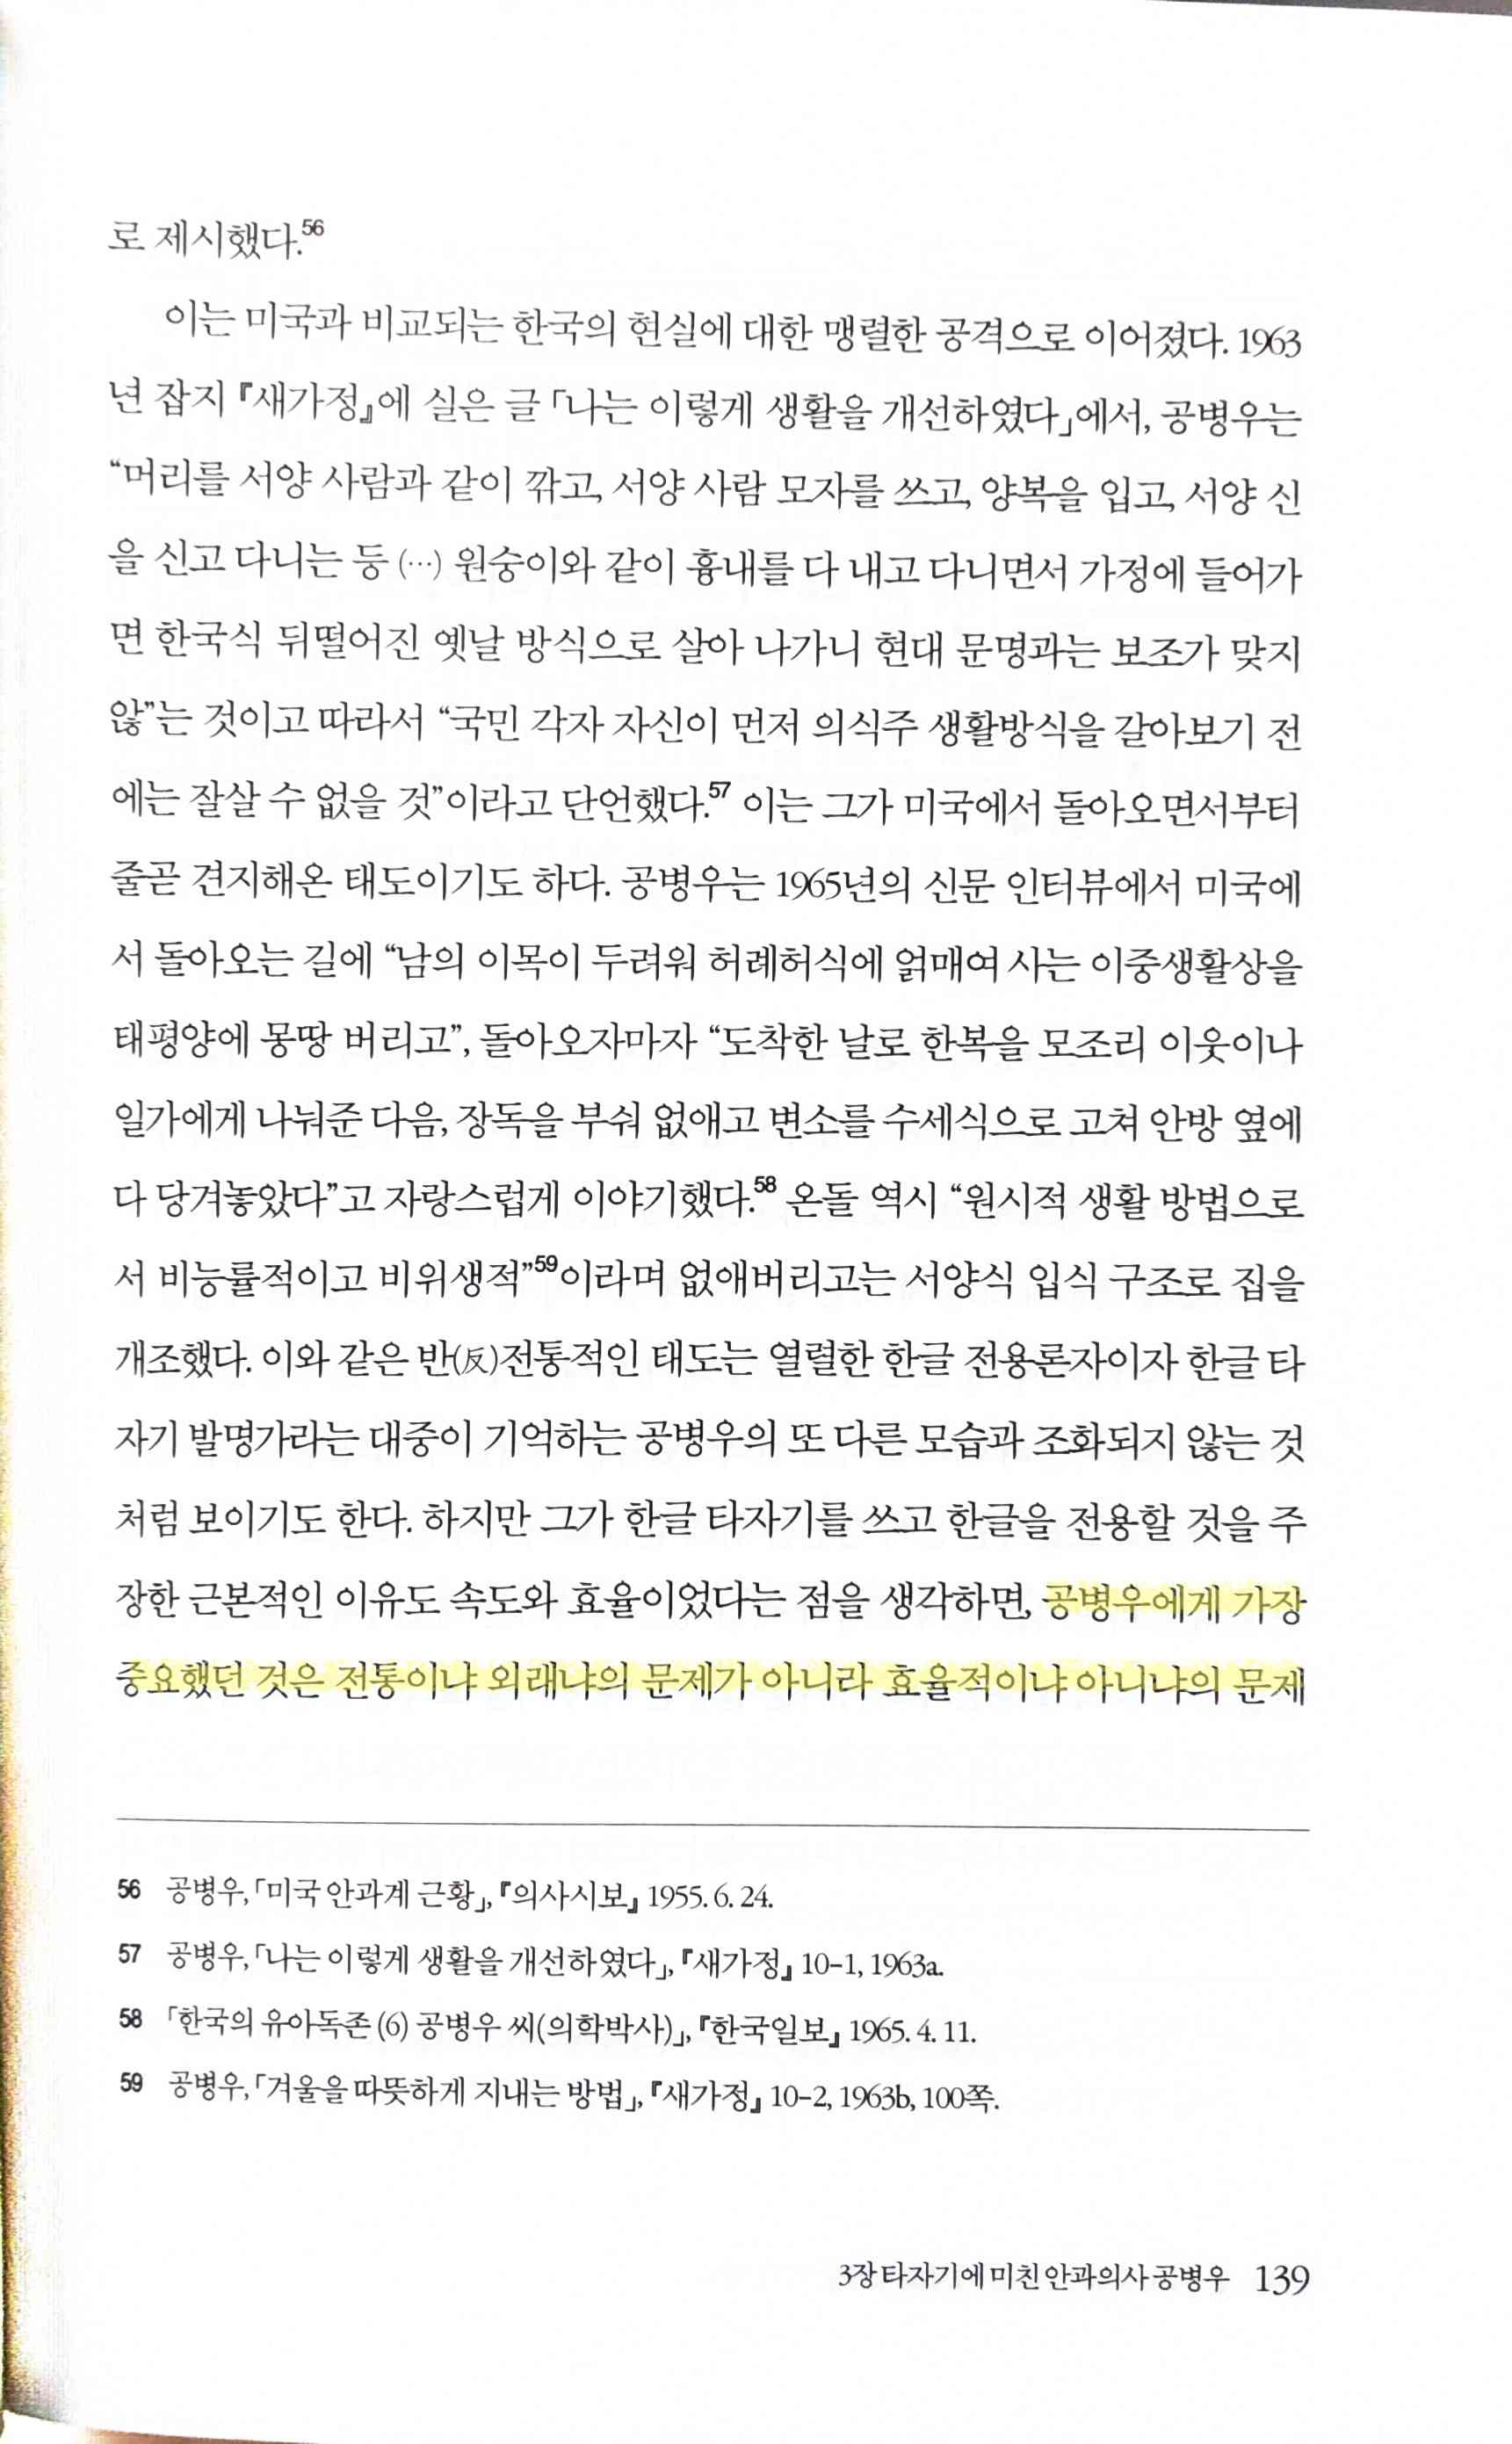 로 제시했다.56
이는 미국과 비교되는 한국의 현실에 대한 맹렬한 공격으로 이어졌다. 1963
년 잡지 『새가정』에 실은 글 「나는 이렇게 생활을 개선하였다」에서, 공병우는
“머리를 서양 사람과 같이 깎고, 서양 사람 모자를 쓰고, 양복을 입고, 서양 신
을 신고 다니는 둥 (…) 원숭이와 같이 흉내를 다 내고 다니면서 가정에 들어가
면 한국식 뒤떨어진 옛날 방식으로 살아 나가니 현대 문명과는 보조가 맞지
않”는 것이고 따라서 “국민 각자 자신이 먼저 의식주 생활방식을 갈아보기 전
에는 잘살 수 없을 것”이라고 단언했다.57 이는 그가 미국에서 돌아오면서부터
줄곧 견지해온 태도이기도 하다. 공병우는 1965년의 신문 인터뷰에서 미국에
서 돌아오는 길에 “남의 이목이 두려워 허례허식에 얽매여 사는 이중생활상을
태평양에 몽땅 버리고”, 돌아오자마자 “도착한 날로 한복을 모조리 이웃이나
일가에게 나눠준 다음, 장독을 부숴 없애고 변소를 수세식으로 고쳐 안방 옆에
다 당겨놓았다”고 자랑스럽게 이야기했다.58 온돌 역시 “원시적 생활 방법으로
서 비능률적이고 비위생적”59이라며 없애버리고는 서양식 입식 구조로 집을
개조했다. 이와 같은 반(反)전통적인 태도는 열렬한 한글 전용론자이자 한글 타
자기 발명가라는 대중이 기억하는 공병우의 또 다른 모습과 조화되지 않는 것
처럼 보이기도 한다. 하지만 그가 한글 타자기를 쓰고 한글을 전용할 것을 주
장한 근본적인 이유도 속도와 효율이었다는 점을 생각하면, 공병우에게 가장
중요했던 것은 전통이냐 외래냐의 문제가 아니라 효율적이냐 아니냐의 문제
56 공병우, 「미국 안과계 근황」, 『의사시보』 1955. 6. 24.
57 공병우, 「나는 이렇게 생활을 개선하였다」, 『새가정』 10-1, 1963a.
58 「한국의 유아독존 (6) 공병우 씨(의학박사)」, 『한국일보』 1965. 4. 11.
59 공병우, 「겨울을 따뜻하게 지내는 방법」, 『새가정』 10-2, 1963b, 100쪽.
3장 타자기에 미친 안과의사 공병우 139